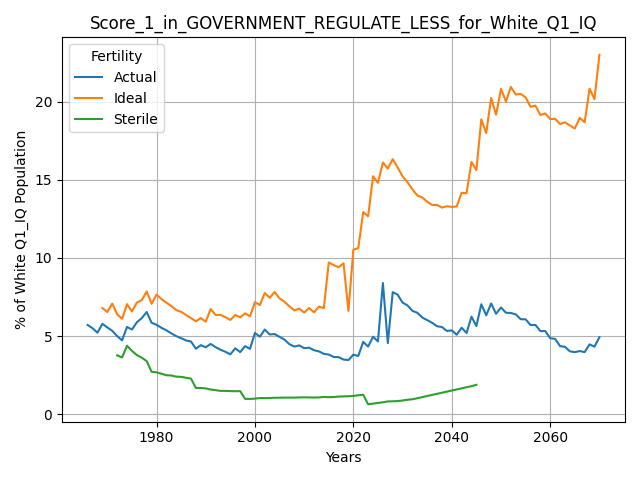 Score_1_in_GOVERNMENT_REGULATE_LESS_for_White_Q1_IQ
Fertility
Actual
Ideal
Sterile
% of White Q1_IQ Population
20
15
10
5
0
1980
2000
2020
2040
2060
Years